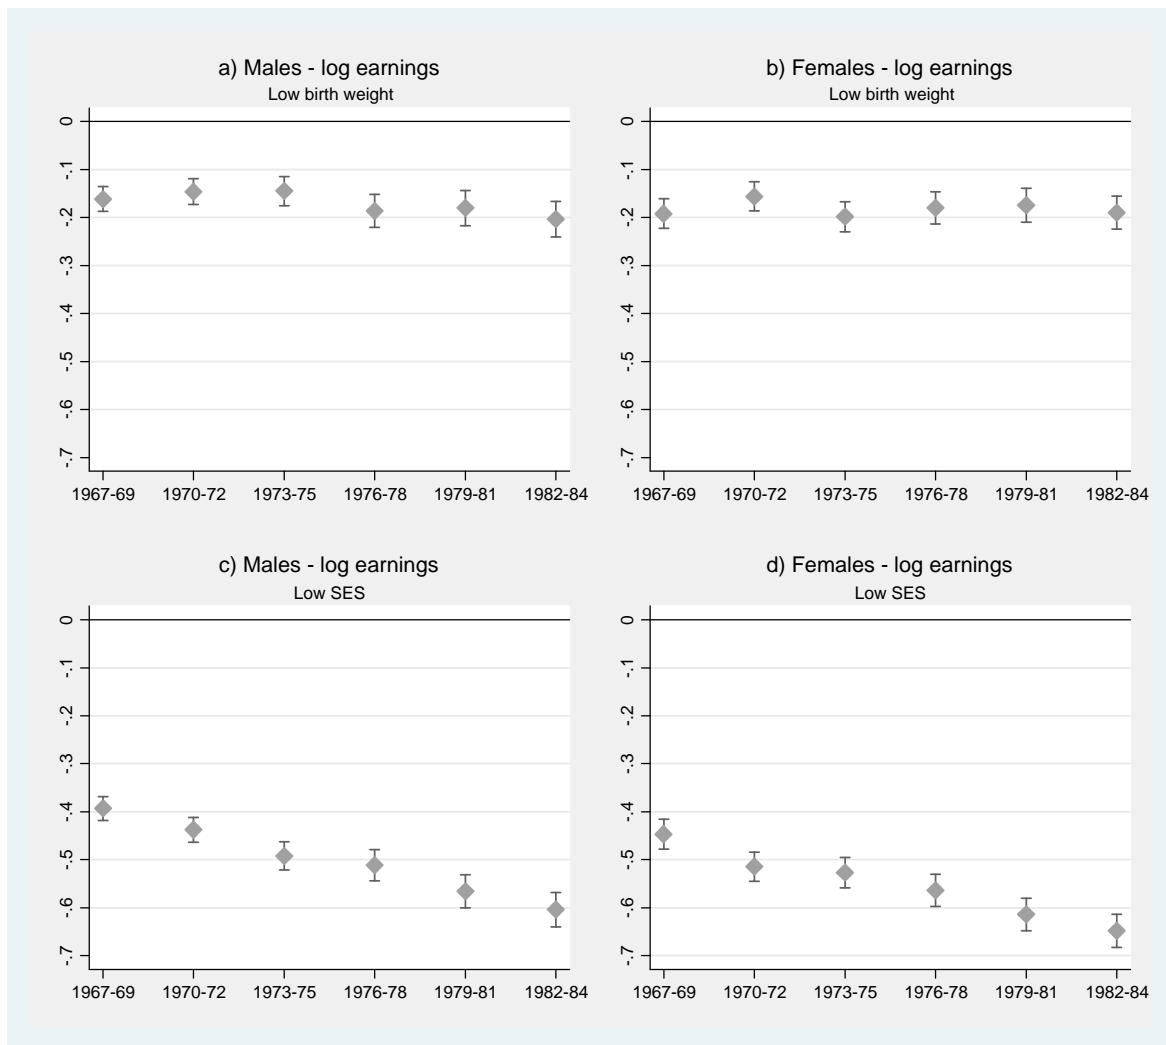 a) Males - log earnings
Low birth weight
0
-.1
-.2
-.3
-.4
-.5
-.6
-.7
1967-69 1970-72 1973-75 1976-78 1979-81 1982-84
b) Females - log earnings
Low birth weight
0
-.1
-.2
-.3
-.4
-.5
-.6
-.7
1967-69 1970-72 1973-75 1976-78 1979-81 1982-84
c) Males - log earnings
Low SES
0
-.1
-.2
-.3
-.4
-.5
-.6
-.7
1967-69 1970-72 1973-75 1976-78 1979-81 1982-84
d) Females - log earnings
Low SES
0
-.1
-.2
-.3
-.4
-.5
-.6
-.7
1967-69 1970-72 1973-75 1976-78 1979-81 1982-84